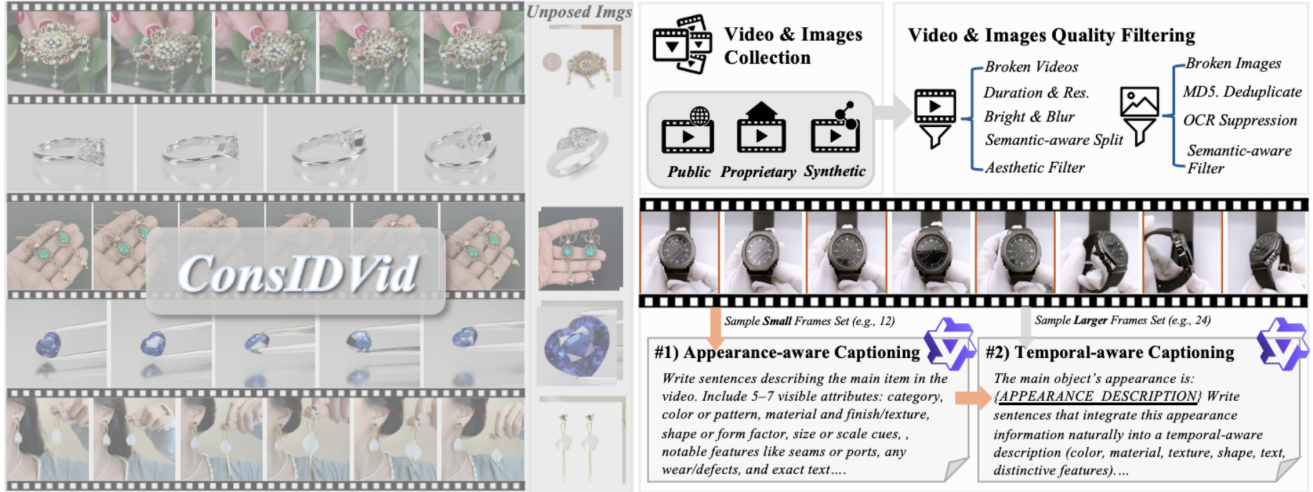 Unposed Imgs
ConsIDVid
Video & Images
Collection
Public Proprietary Synthetic
Video & Images Quality Filtering
Broken Videos
Duration & Res.
Bright & Blur
Semantic-aware Split
Aesthetic Filter
Broken Images
MD5. Deduplicate
OCR Suppression
Semantic-aware
Filter
Sample Small Frames Set (e.g., 12)
Sample Larger Frames Set (e.g., 24)
#1) Appearance-aware Captioning
Write sentences describing the main item in the
video. Include 5–7 visible attributes: category,
color or pattern, material and finish/texture,
shape or form factor, size or scale cues, ,
notable features like seams or ports, any
wear/defects, and exact text….
#2) Temporal-aware Captioning
The main object's appearance is:
{APPEARANCE_DESCRIPTION} Write
sentences that integrate this appearance
information naturally into a temporal-aware
description (color, material, texture, shape, text,
distinctive features)….